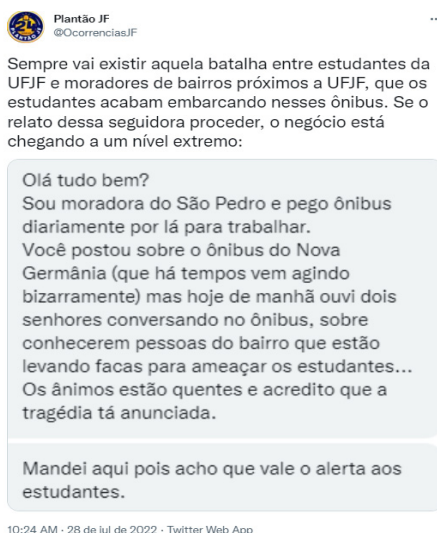 Plantão JF
@OcorrenciasJF
Sempre vai existir aquela batalha entre estudantes da
UFJF e moradores de bairros próximos a UFJF, que os
estudantes acabam embarcando nesses ônibus. Se o
relato dessa seguidora proceder, o negócio está
chegando a um nível extremo:
Olá tudo bem?
Sou moradora do São Pedro e pego ônibus
diariamente por lá para trabalhar.
Você postou sobre o ônibus do Nova
Germânia (que há tempos vem agindo
bizarramente) mas hoje de manhã ouvi dois
senhores conversando no ônibus, sobre
conhecerem pessoas do bairro que estão
levando facas para ameaçar os estudantes...
Os ânimos estão quentes e acredito que a
tragédia tá anunciada.
Mandei aqui pois acho que vale o alerta aos
estudantes.
10:24 AM · 28 de jul de 2022 · Twitter Web App